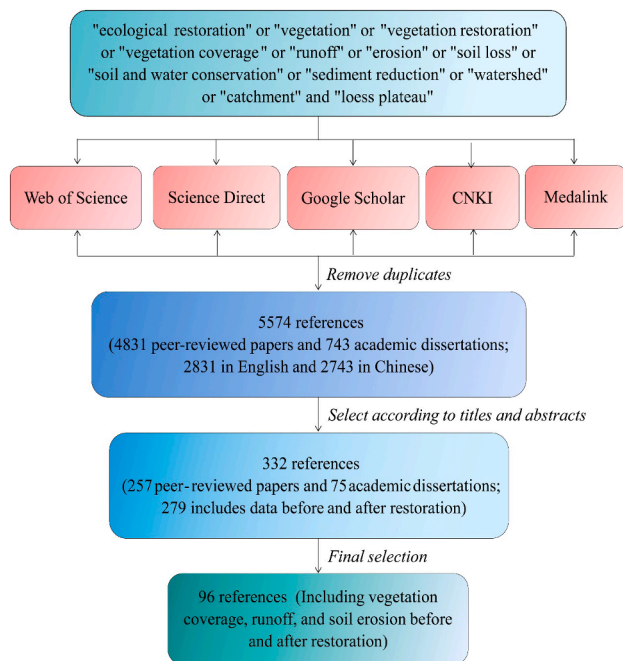 "ecological restoration" or "vegetation" or "vegetation restoration"
or "vegetation coverage" or "runoff" or "erosion" or "soil loss" or
"soil and water conservation" or "sediment reduction" or "watershed"
or "catchment" and "loess plateau"
Web of Science
Science Direct
Google Scholar
CNKI
Medalink
Remove duplicates
5574 references
(4831 peer-reviewed papers and 743 academic dissertations;
2831 in English and 2743 in Chinese)
Select according to titles and abstracts
332 references
(257 peer-reviewed papers and 75 academic dissertations;
279 includes data before and after restoration)
Final selection
96 references (Including vegetation
coverage, runoff, and soil erosion before
and after restoration)